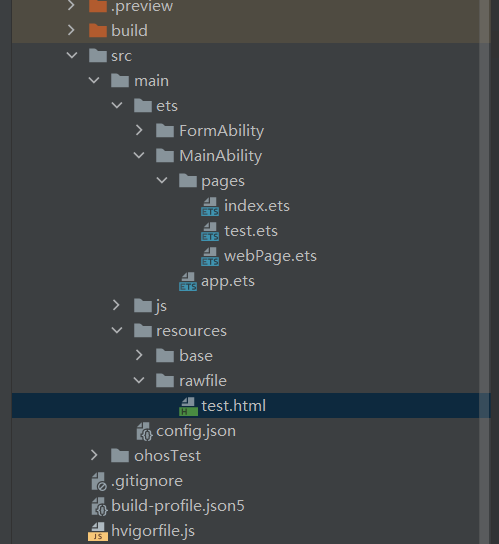 .preview
build
src
main
ets
FormAbility
MainAbility
pages
index.ets
test.ets
webPage.ets
app.ets
js
resources
base
rawfile
test.html
config.json
ohosTest
.gitignore
build-profile.json5
hvigorfile.js